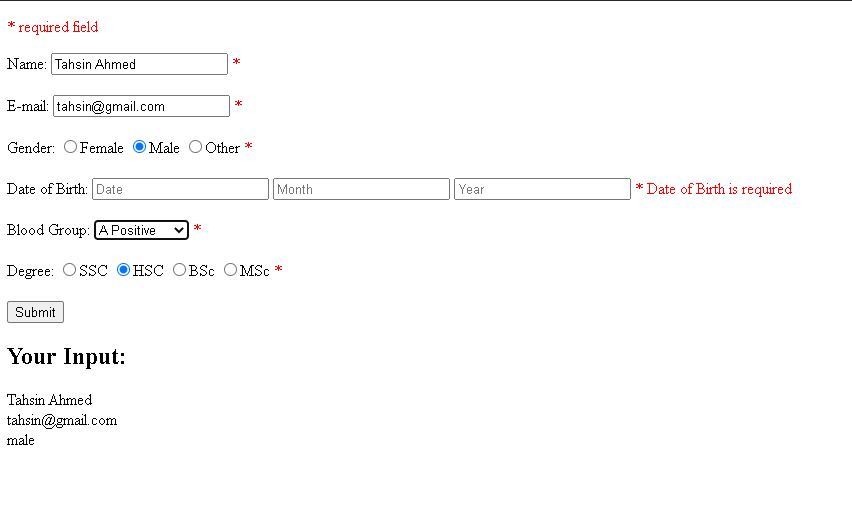 * required field
Name: Tahsin Ahmed *
E-mail: tahsin@gmail.com *
Gender: Female Male Other *
Date of Birth: Date Month Year * Date of Birth is required
Blood Group: A Positive *
Degree: SSC HSC BSc MSc *
Submit
Your Input:
Tahsin Ahmed
tahsin@gmail.com
male